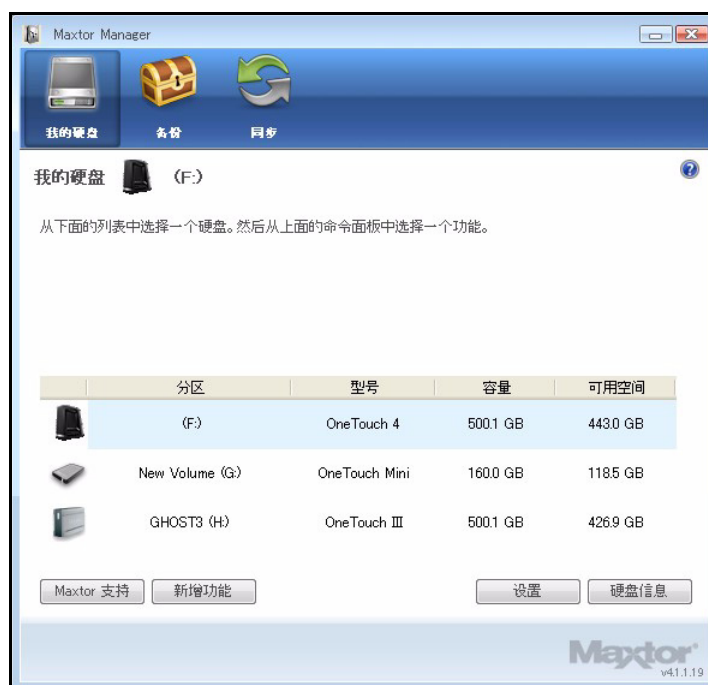 Maxtor Manager
我的硬盘 备份 同步
我的硬盘 (F:)
从下面的列表中选择一个硬盘。然后从上面的命令面板中选择一个功能。
分区 型号 容量 可用空间
(F:) OneTouch 4 500.1 GB 443.0 GB
New Volume (G:) OneTouch Mini 160.0 GB 118.5 GB
GHOST3 (H:) OneTouch III 500.1 GB 426.9 GB
Maxtor 支持 新增功能 设置 硬盘信息
Maxtor
v4.1.1.19